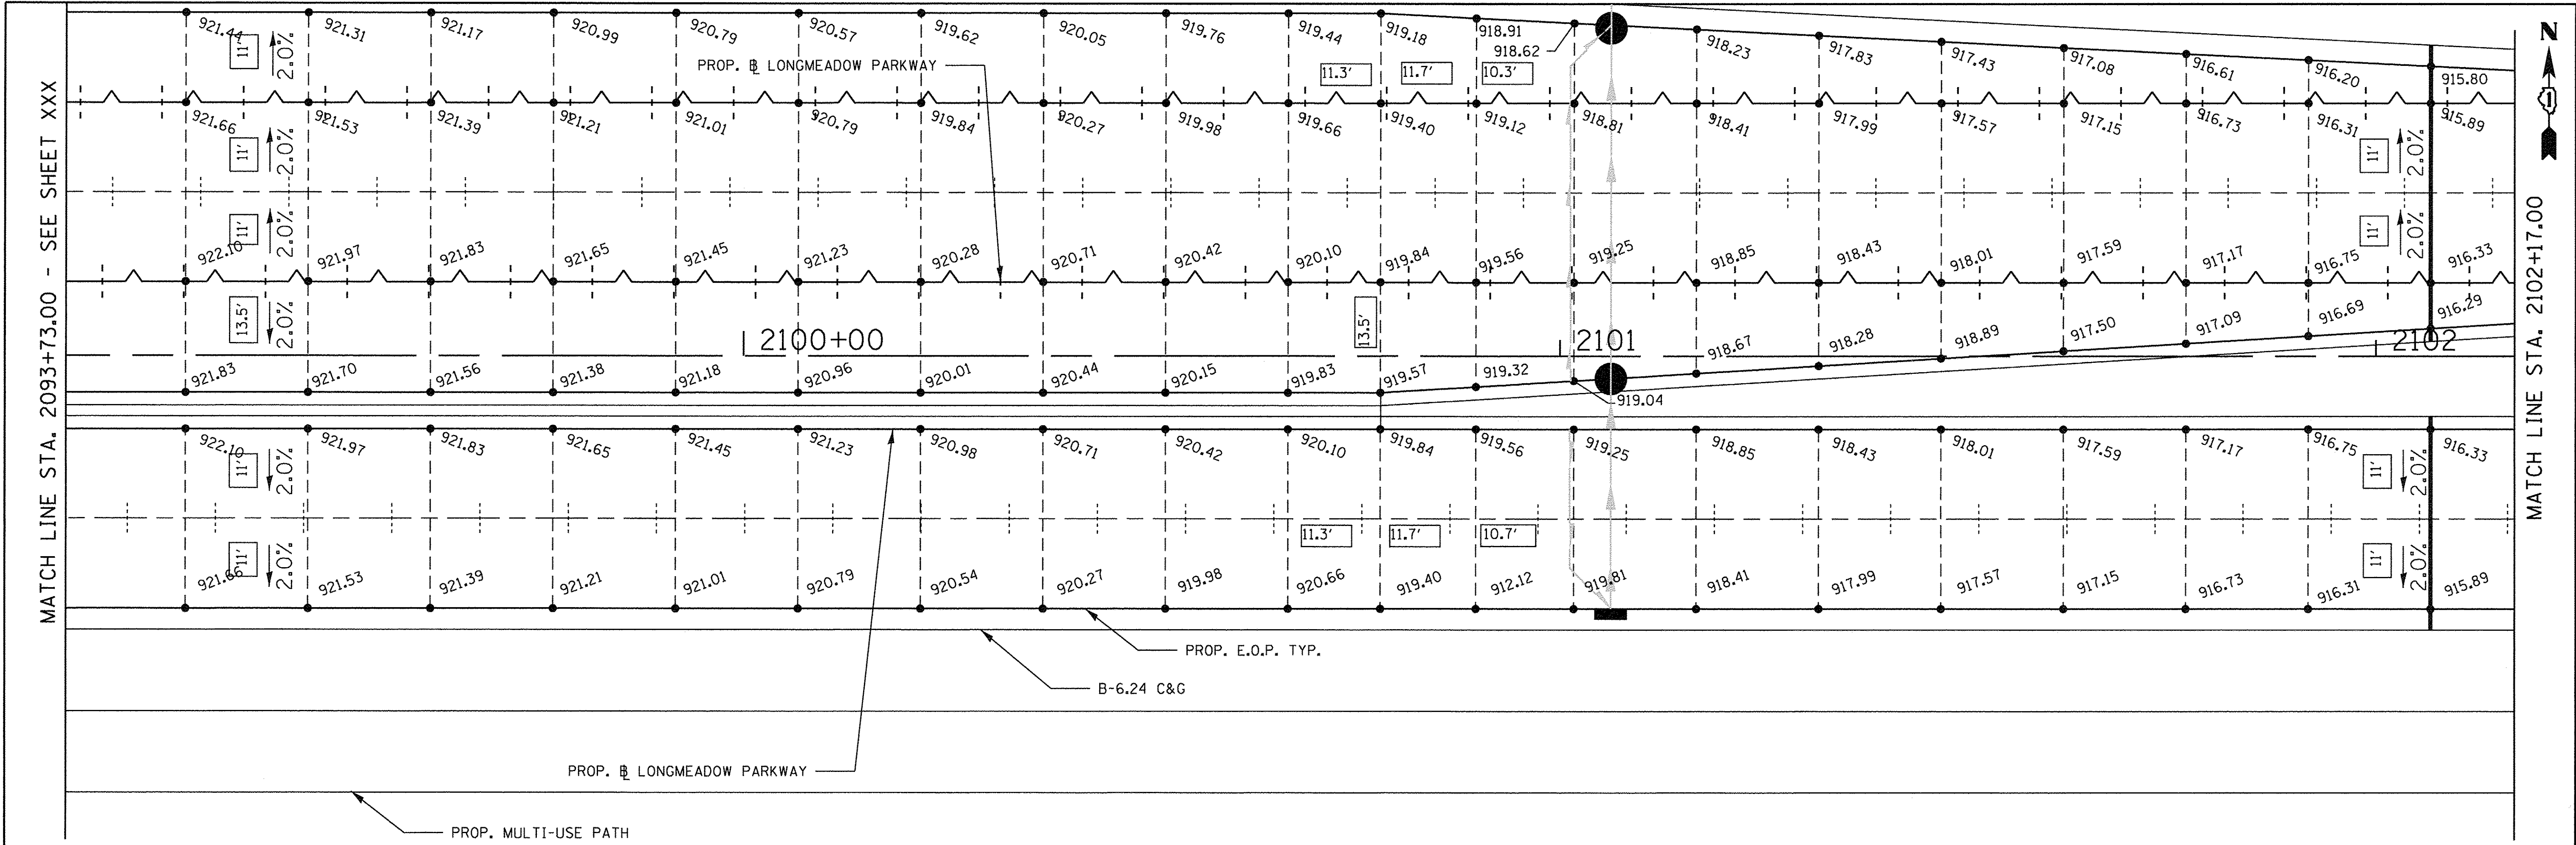 921.44 921.31 921.17 920.99 920.79 920.57 919.62 920.05 919.76 919.44 919.18 918.91
918.62 918.23 917.83 917.43 917.08 916.61 916.20 915.80
N
1
11' 2.0%
PROP. BL LONGMEADOW PARKWAY
11.3' 11.7' 10.3'
921.66 921.53 921.39 921.21 921.01 920.79 919.84 920.27 919.98 919.66 919.40 919.12 918.81 918.41 917.99 917.57 917.15 916.73 916.31 915.89
11' 2.0% 11' 2.0%
11' 2.0% 11' 2.0%
922.10 921.97 921.83 921.65 921.45 921.23 920.28 920.71 920.42 920.10 919.84 919.56 919.25 918.85 918.43 918.01 917.59 917.17 916.75 916.33
13.5' 2.0% 13.5'
2100+00 2101 2102
921.83 921.70 921.56 921.38 921.18 920.96 920.01 920.44 920.15 919.83 919.57 919.32 918.67 918.28 918.89 917.50 917.09 916.69 916.29
919.04
922.10 921.97 921.83 921.65 921.45 921.23 920.98 920.71 920.42 920.10 919.84 919.56 919.25 918.85 918.43 918.01 917.59 917.17 916.75 916.33
11' 2.0% 11' 2.0%
11.3' 11.7' 10.7'
11' 2.0% 11' 2.0%
921.66 921.53 921.39 921.21 921.01 920.79 920.54 920.27 919.98 920.66 919.40 912.12 919.81 918.41 917.99 917.57 917.15 916.73 916.31 915.89
PROP. E.O.P. TYP.
B-6.24 C&G
PROP. BL LONGMEADOW PARKWAY
PROP. MULTI-USE PATH
MATCH LINE STA. 2093+73.00 - SEE SHEET XXX
MATCH LINE STA. 2102+17.00